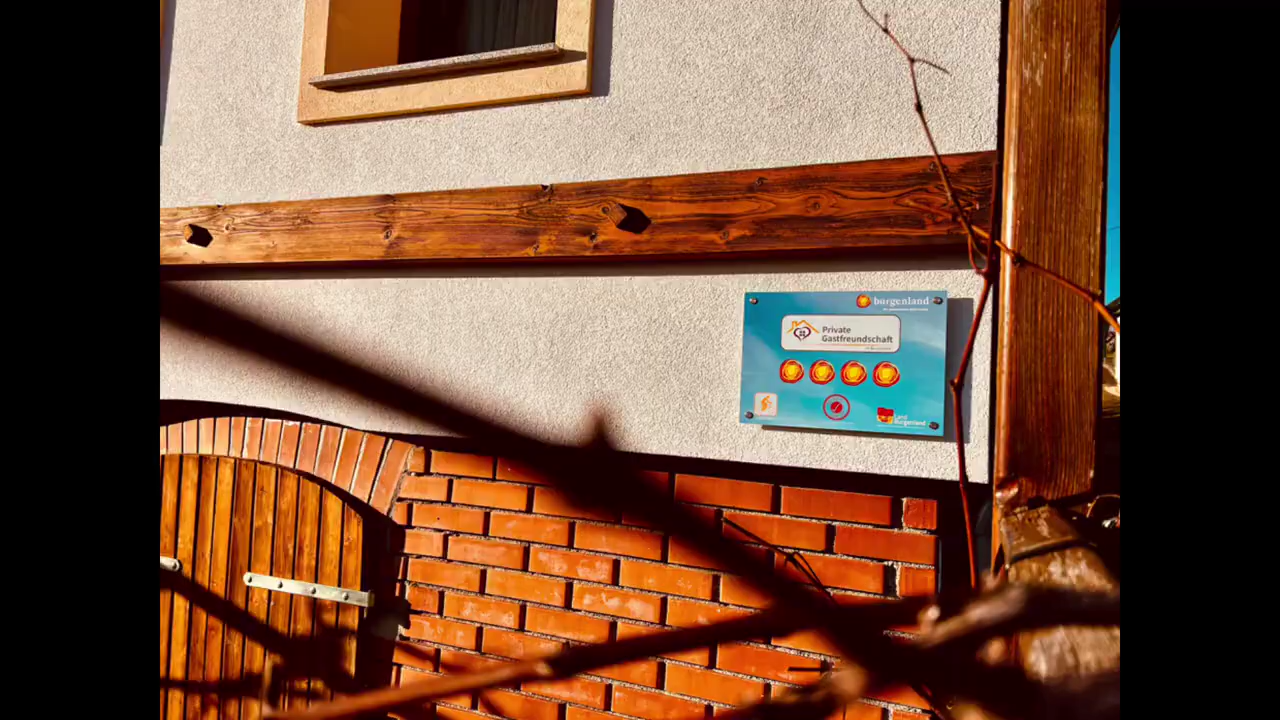 burgenland
Private
Gastfreundschaft
Land
Burgenland